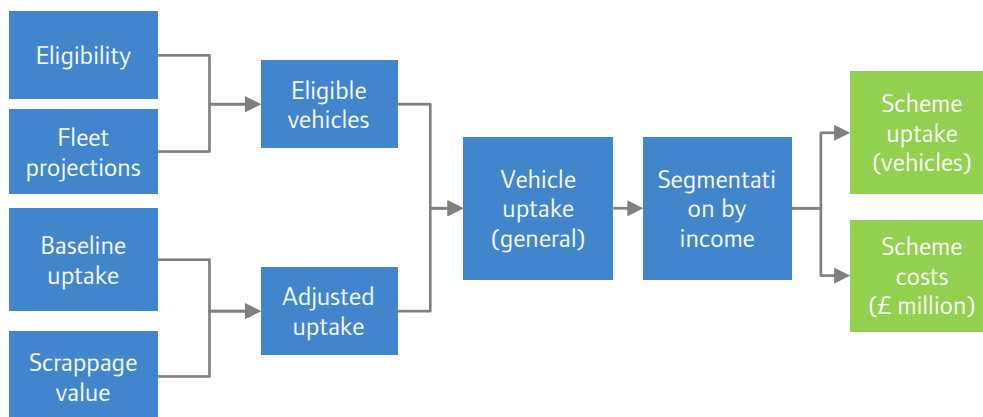 Eligibility
Fleet
projections
Baseline
uptake
Scrappage
value
Eligible
vehicles
Adjusted
uptake
Vehicle
uptake
(general)
Segmentati
on by
income
Scheme
uptake
(vehicles)
Scheme
costs
(£ million)